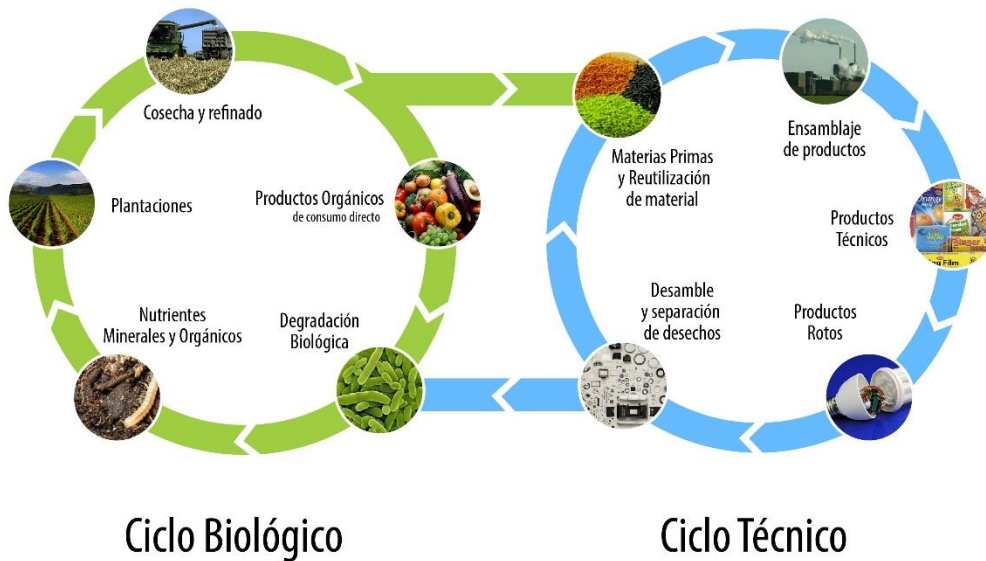 Cosecha y refinado
Plantaciones
Productos Orgánicos
de consumo directo
Nutrientes
Minerales y Orgánicos
Degradación
Biológica
Materias Primas
y Reutilización
de material
Ensamblaje
de productos
Productos
Técnicos
Desamble
y separación
de desechos
Productos
Rotos
Ciclo Biológico
Ciclo Técnico